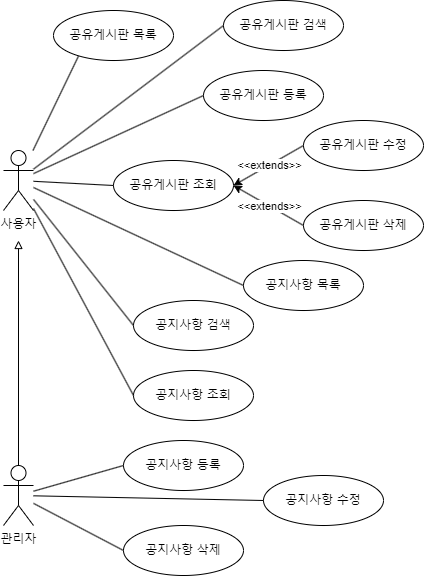 공유게시판 검색
공유게시판 목록
공유게시판 등록
공유게시판 수정
<<extends>>
공유게시판 조회
<<extends>>
사용자
공유게시판 삭제
공지사항 목록
공지사항 검색
공지사항 조회
공지사항 등록
공지사항 수정
관리자
공지사항 삭제